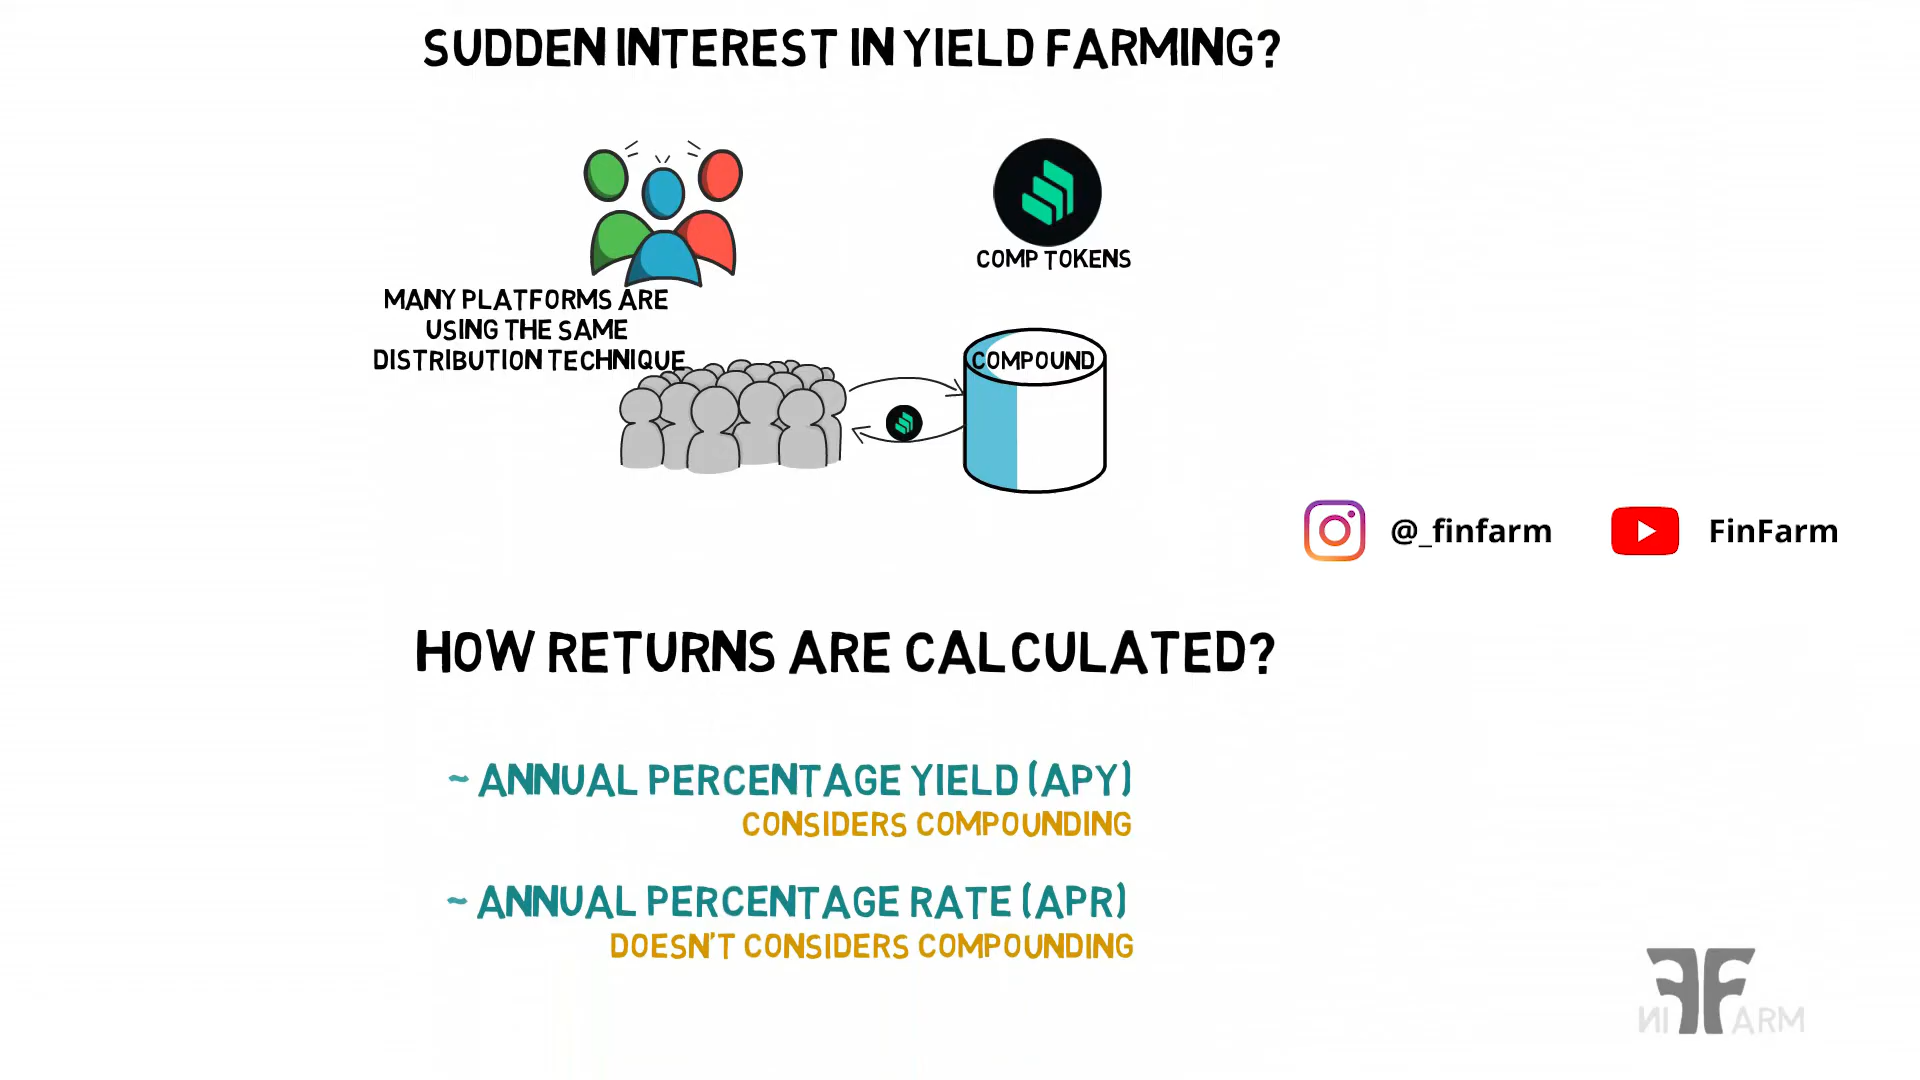 SUDDEN INTEREST IN YIELD FARMING?
COMP TOKENS
MANY PLATFORMS ARE
USING THE SAME
DISTRIBUTION TECHNIQUE
COMPOUND
@_finfarm
FinFarm
HOW RETURNS ARE CALCULATED?
~ ANNUAL PERCENTAGE YIELD (APY)
CONSIDERS COMPOUNDING
~ ANNUAL PERCENTAGE RATE (APR)
DOESN'T CONSIDERS COMPOUNDING
FINFARM